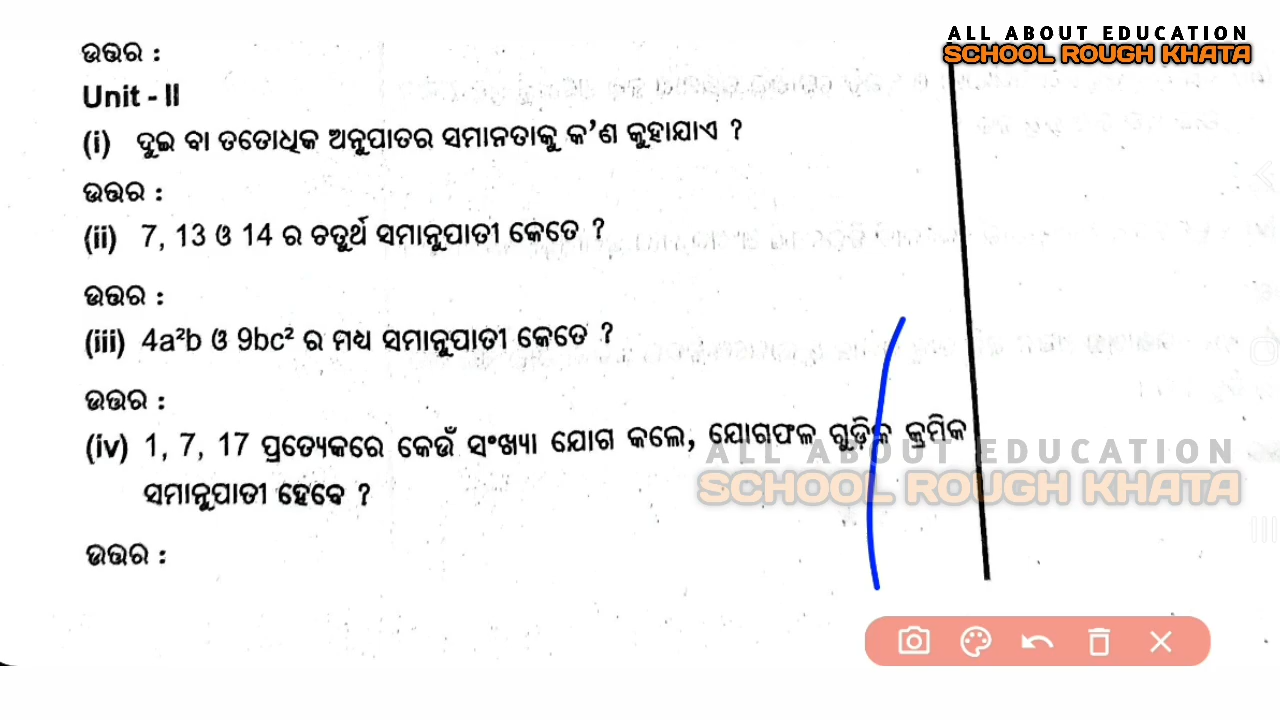 ALL ABOUT EDUCATION
SCHOOL ROUGH KHATA
ଉତ୍ତର :
Unit - II
(i) ଦୁଇ ବା ତତୋଧିକ ଅନୁପାତର ସମାନତାକୁ କ'ଣ କୁହାଯାଏ ?
ଉତ୍ତର :
(ii) 7, 13 ଓ 14 ର ଚତୁର୍ଥ ସମାନୁପାତୀ କେତେ ?
ଉତ୍ତର :
(iii) 4a²b ଓ 9bc² ର ମଧ୍ୟ ସମାନୁପାତୀ କେତେ ?
ଉତ୍ତର :
(iv) 1, 7, 17 ପ୍ରତ୍ୟେକରେ କେଉଁ ସଂଖ୍ୟା ଯୋଗ କଲେ, ଯୋଗଫଳ ଗୁଡ଼ିକ କ୍ରମିକ
ସମାନୁପାତୀ ହେବେ ?
ALL ABOUT EDUCATION
SCHOOL ROUGH KHATA
ଉତ୍ତର :